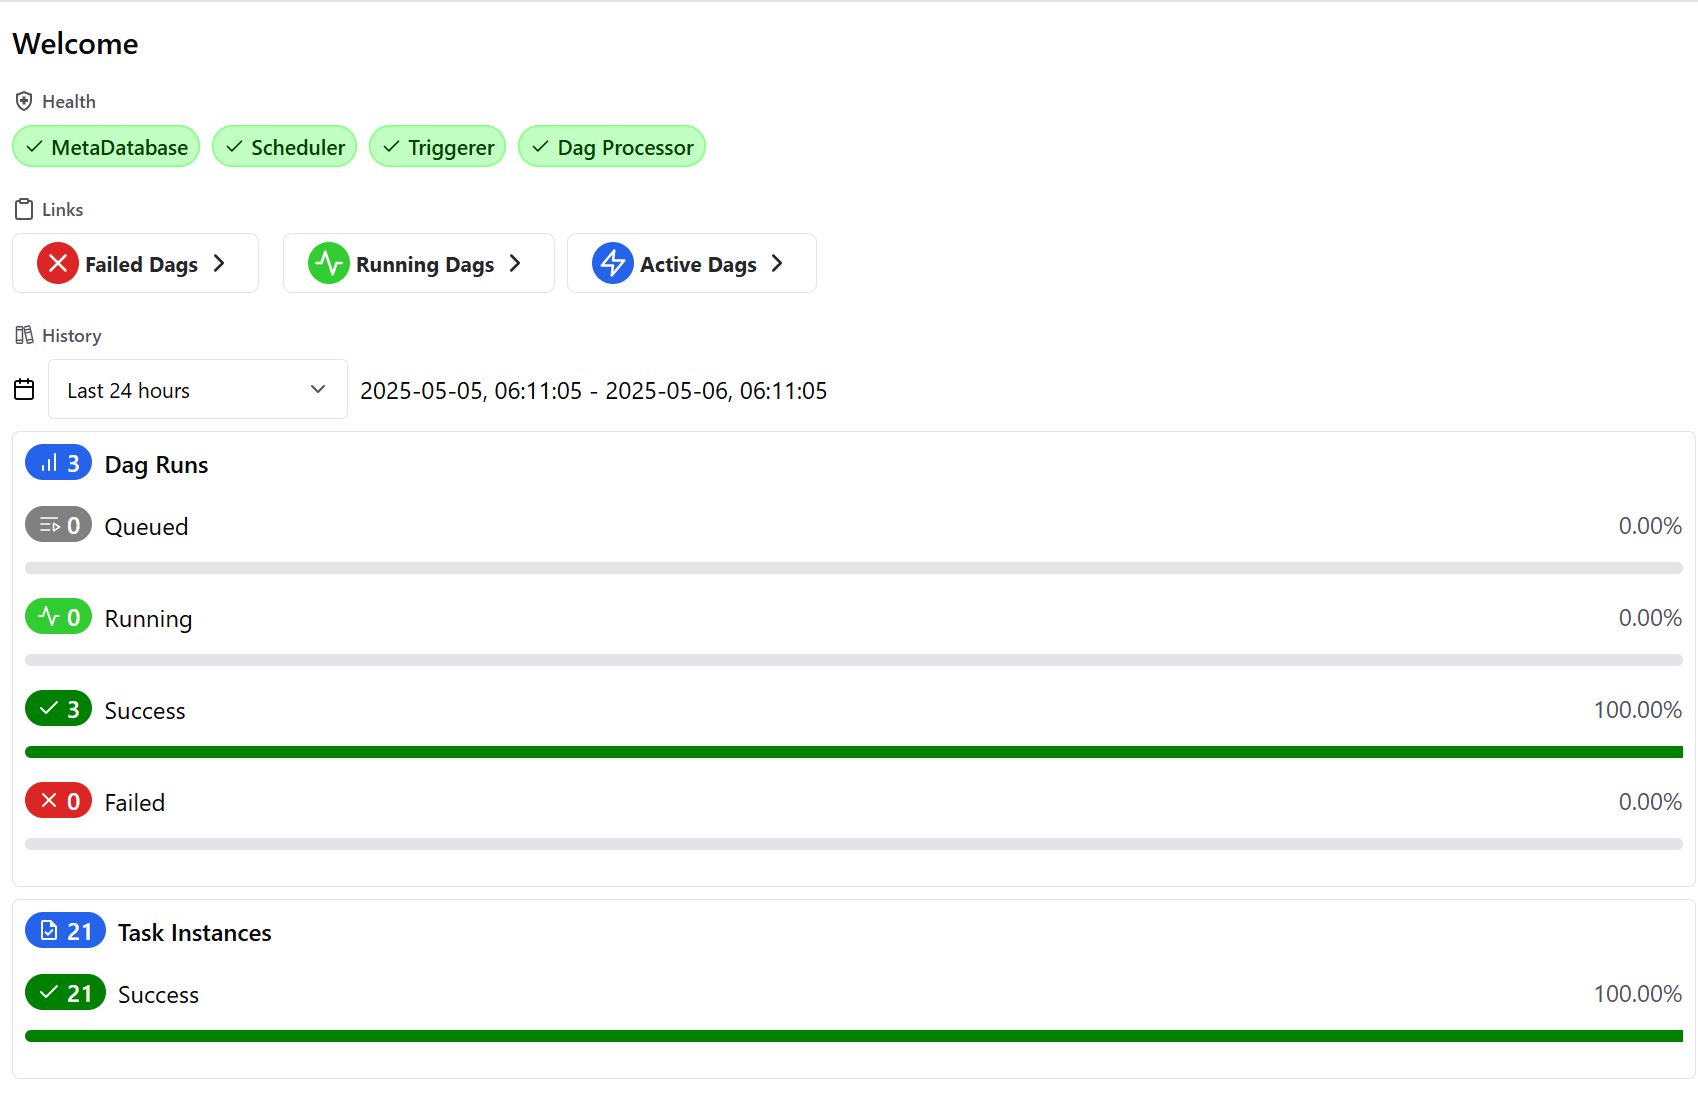 Welcome
Health
MetaDatabase Scheduler Triggerer Dag Processor
Links
Failed Dags Running Dags Active Dags
History
Last 24 hours 2025-05-05, 06:11:05 - 2025-05-06, 06:11:05
3 Dag Runs
0 Queued 0.00%
0 Running 0.00%
3 Success 100.00%
0 Failed 0.00%
21 Task Instances
21 Success 100.00%